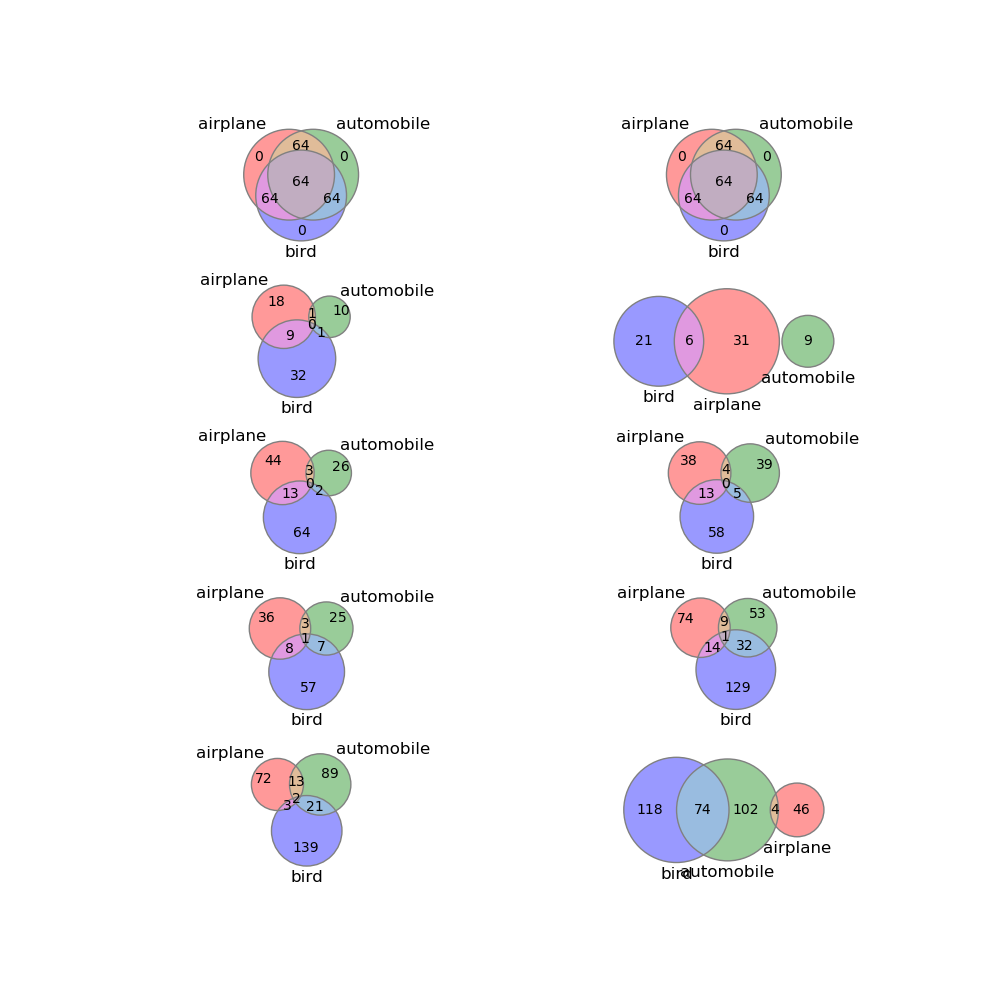 airplane automobile
0 64 0
64
64 64
0
bird
airplane automobile
0 64 0
64
64 64
0
bird
airplane automobile
18 1 10
0
9 1
32
bird
21 6 31 9
automobile
bird airplane
airplane automobile
44 3 26
0
13 2
64
bird
airplane automobile
38 4 39
0
13 5
58
bird
airplane automobile
36 3 25
1
8 7
57
bird
airplane automobile
74 9 53
1
14 32
129
bird
airplane automobile
72 13 89
2
3 21
139
bird
118 74 102 4 46
airplane
bird automobile